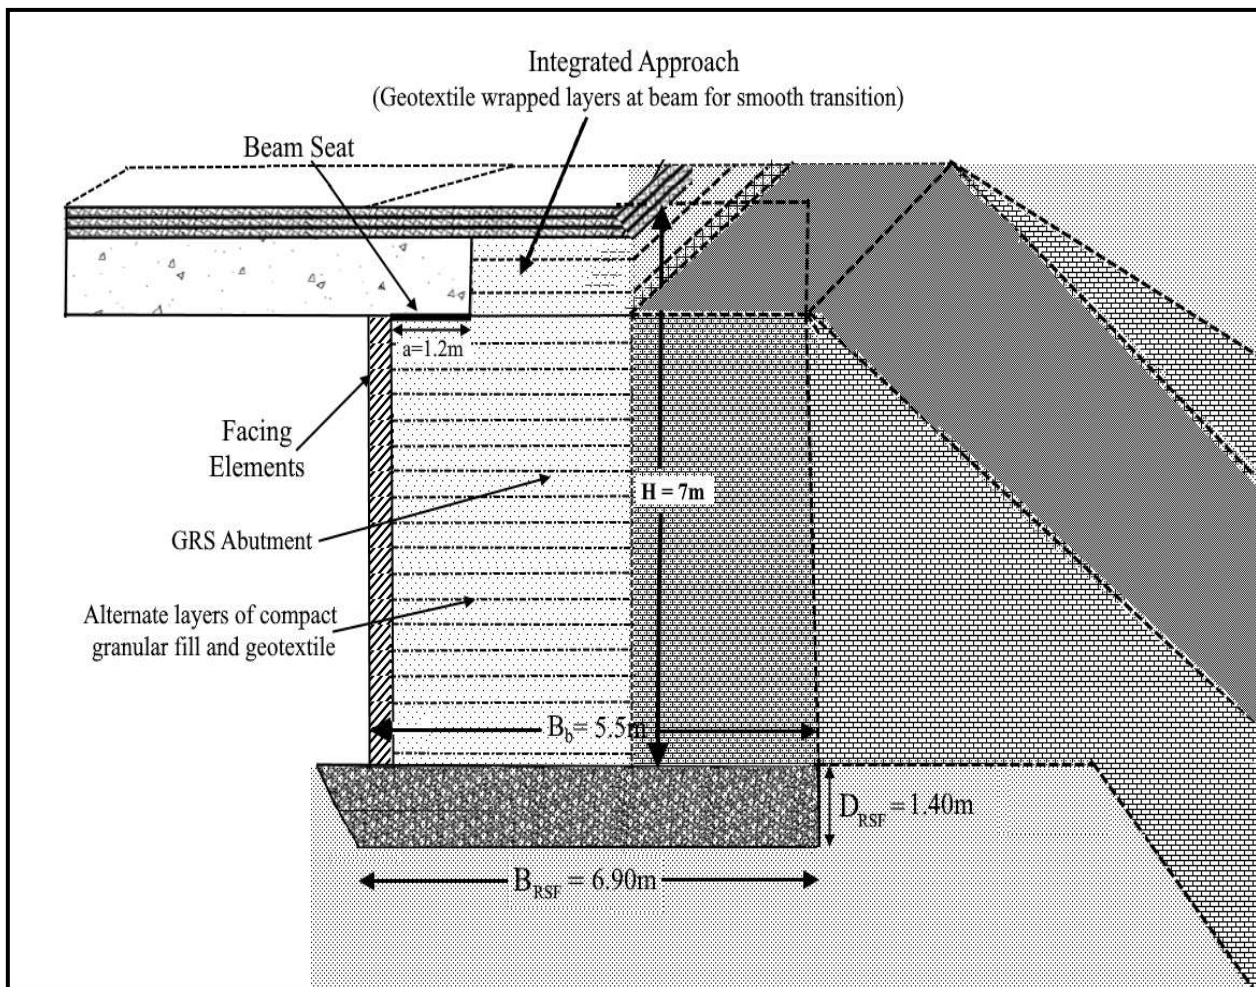 Integrated Approach
(Geotextile wrapped layers at beam for smooth transition)
Beam Seat
a=1.2m
Facing
Elements
H = 7m
GRS Abutment
Alternate layers of compact
granular fill and geotextile
B_b= 5.5m
D_RSF = 1.40m
B_RSF = 6.90m